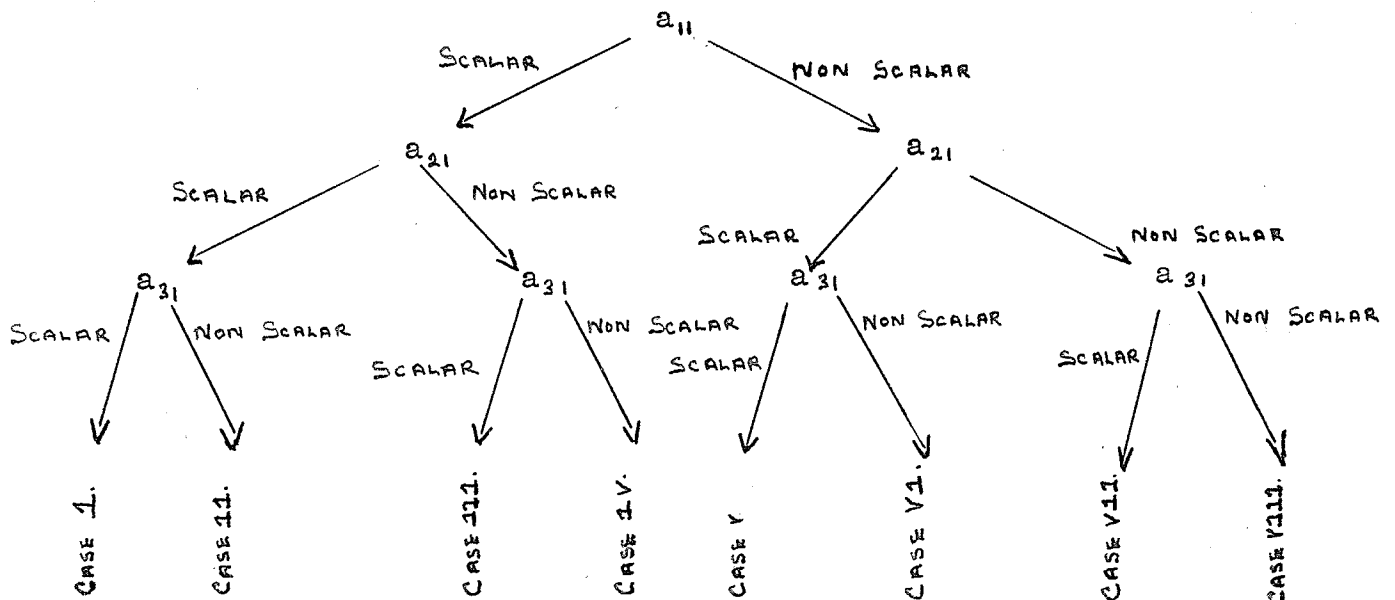 a₁₁
SCALAR NON SCALAR
a₂₁ a₂₁
SCALAR NON SCALAR SCALAR NON SCALAR
a₃₁ a₃₁ a₃₁ a₃₁
SCALAR NON SCALAR SCALAR NON SCALAR SCALAR NON SCALAR SCALAR NON SCALAR
CASE 1.
CASE 11.
CASE 111.
CASE 1V.
CASE V
CASE V1.
CASE V11.
CASE V111.